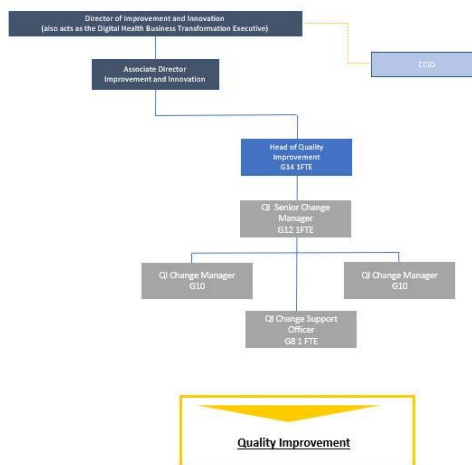 Director of Improvement and Innovation
(also acts as the Digital Health Business Transformation Executive)
CCIO
Associate Director
Improvement and Innovation
Head of Quality
Improvement
G14 1FTE
QI Senior Change
Manager
G12 1FTE
QI Change Manager
G10
QI Change Manager
G10
QI Change Support
Officer
G8 1 FTE
Quality Improvement